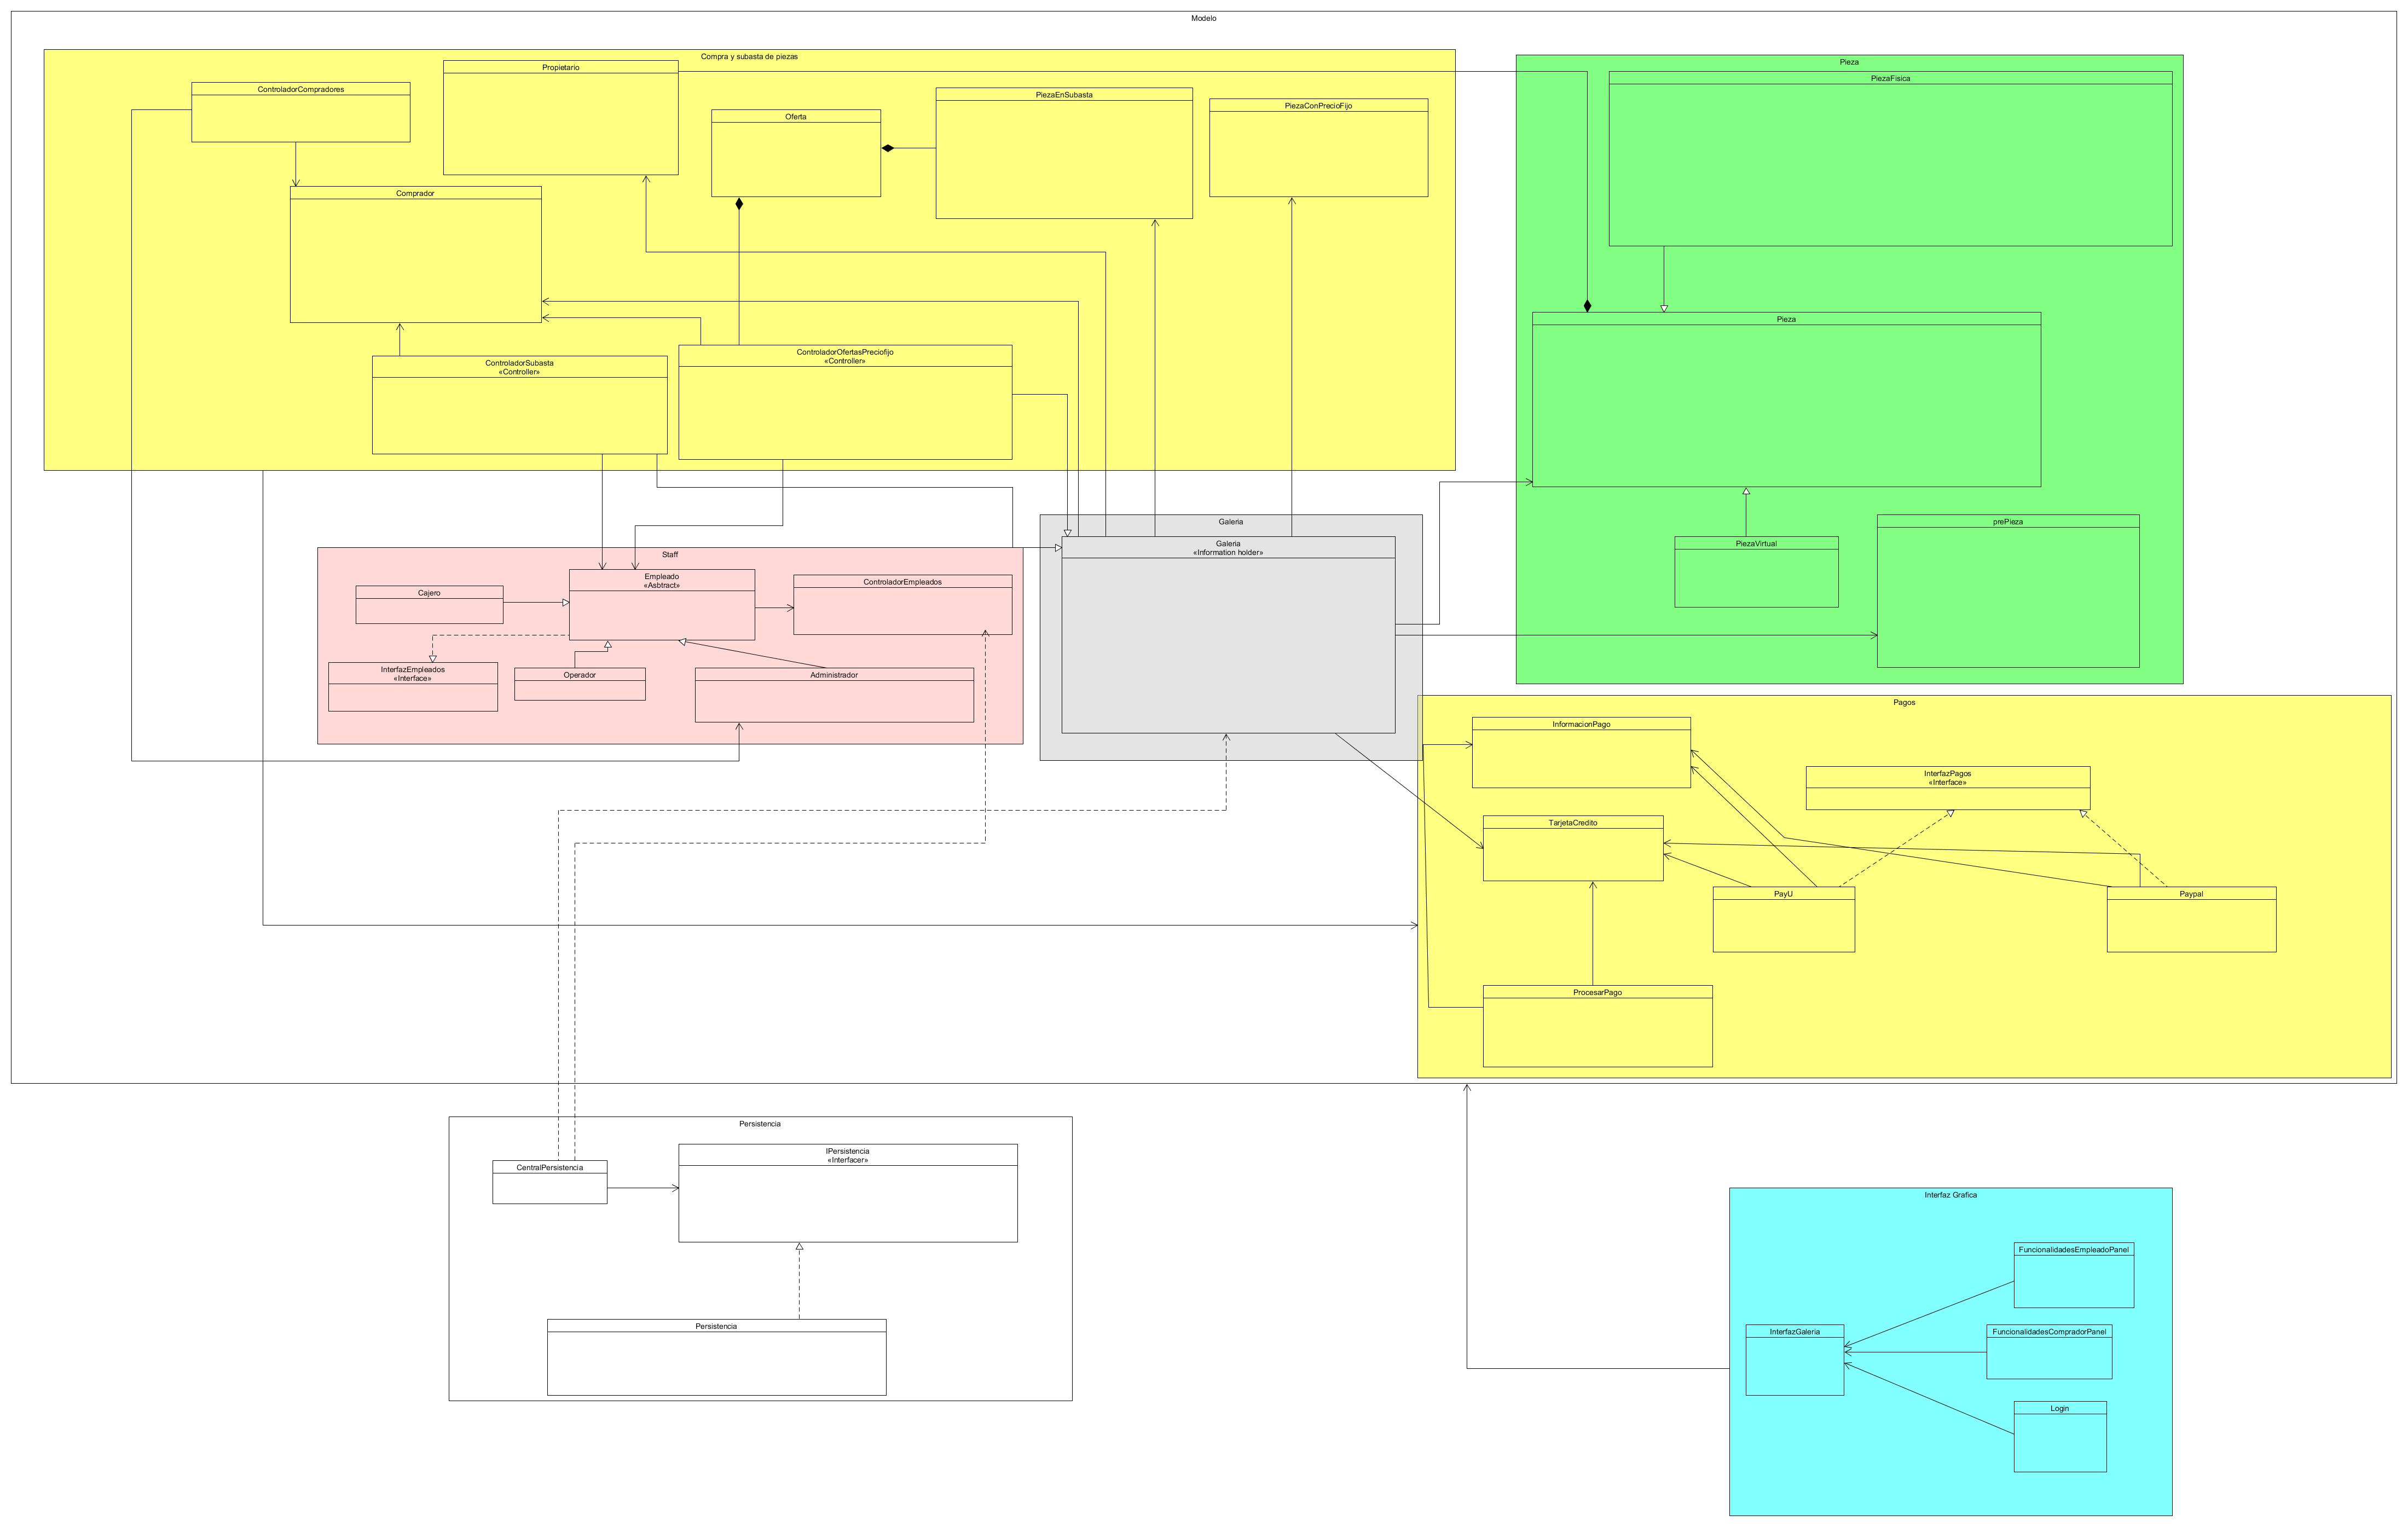 Modelo
Compra y subasta de piezas
ControladorCompradores
Propietario
Oferta
PiezaEnSubasta
PiezaConPrecioFijo
Comprador
ControladorSubasta
«Controller»
ControladorOfertasPreciofijo
«Controller»
Pieza
PiezaFisica
Pieza
PiezaVirtual
prePieza
Staff
Cajero
Empleado
«Asbtract»
ControladorEmpleados
InterfazEmpleados
«Interface»
Operador
Administrador
Galeria
Galeria
«Information holder»
Pagos
InformacionPago
InterfazPagos
«Interface»
TarjetaCredito
PayU
Paypal
ProcesarPago
Persistencia
CentralPersistencia
IPersistencia
«Interfacer»
Persistencia
Interfaz Grafica
FuncionalidadesEmpleadoPanel
InterfazGaleria
FuncionalidadesCompradorPanel
Login